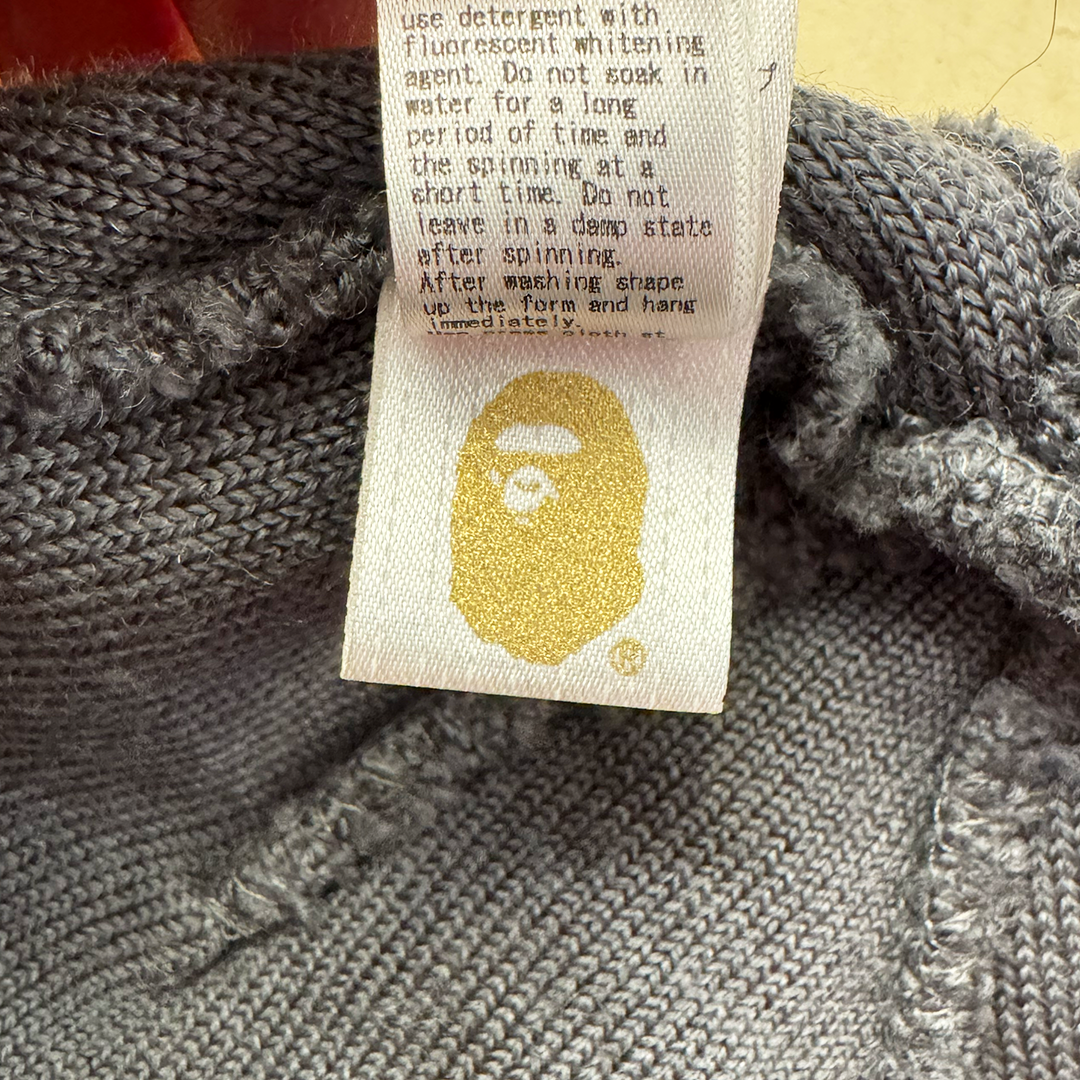 use detergent with
fluorescent whitening
agent. Do not soak in
water for a long
period of time and
the spinning at a
short time. Do not
leave in a damp state
after spinning.
After washing shape
up the form and hang
immediately.
cloth at
®